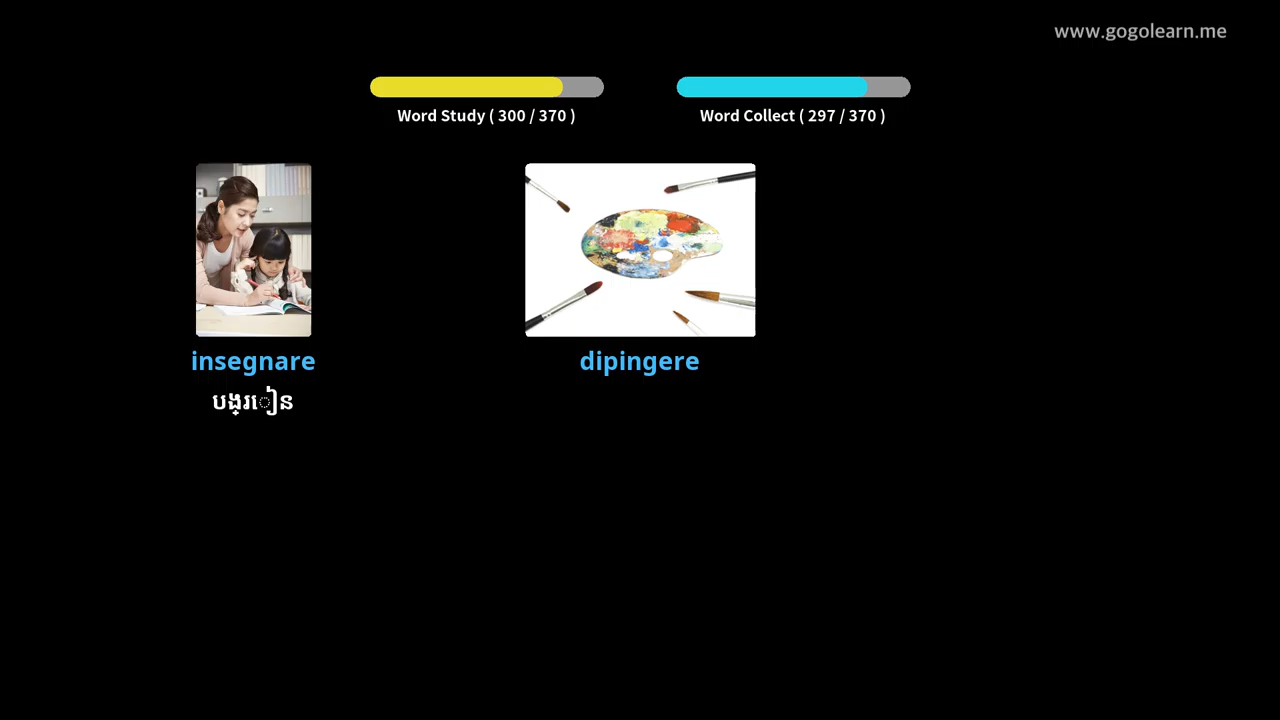 www.gogolearn.me
Word Study ( 300 / 370 )
Word Collect ( 297 / 370 )
insegnare
dipingere
បង្រៀន